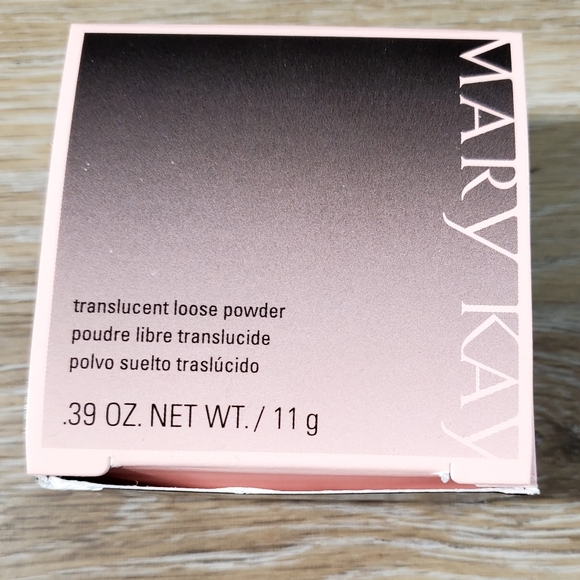 MARY KAY
translucent loose powder
poudre libre translucide
polvo suelto traslúcido
.39 OZ. NET WT. / 11 g